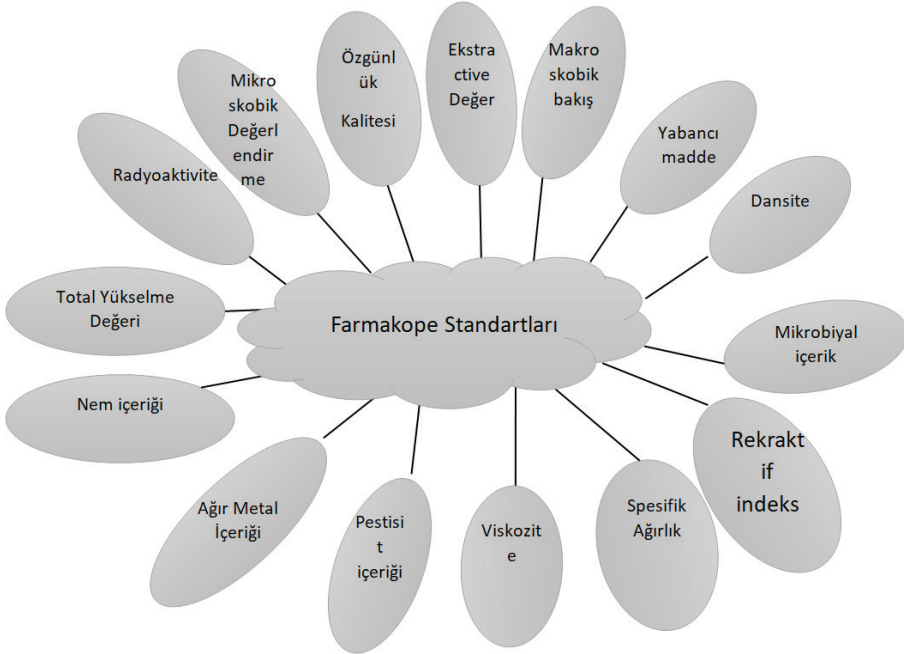 Özgünl
ük
Kalitesi
Ekstra
ctive
Değer
Makro
skobik
bakış
Mikro
skobik
Değerl
endir
me
Yabancı
madde
Radyoaktivite
Dansite
Total Yükselme
Değeri
Farmakope Standartları
Mikrobiyal
içerik
Nem içeriği
Rekrakt
if
indeks
Ağır Metal
İçeriği
Pestisi
t
içeriği
Viskozit
e
Spesifik
Ağırlık